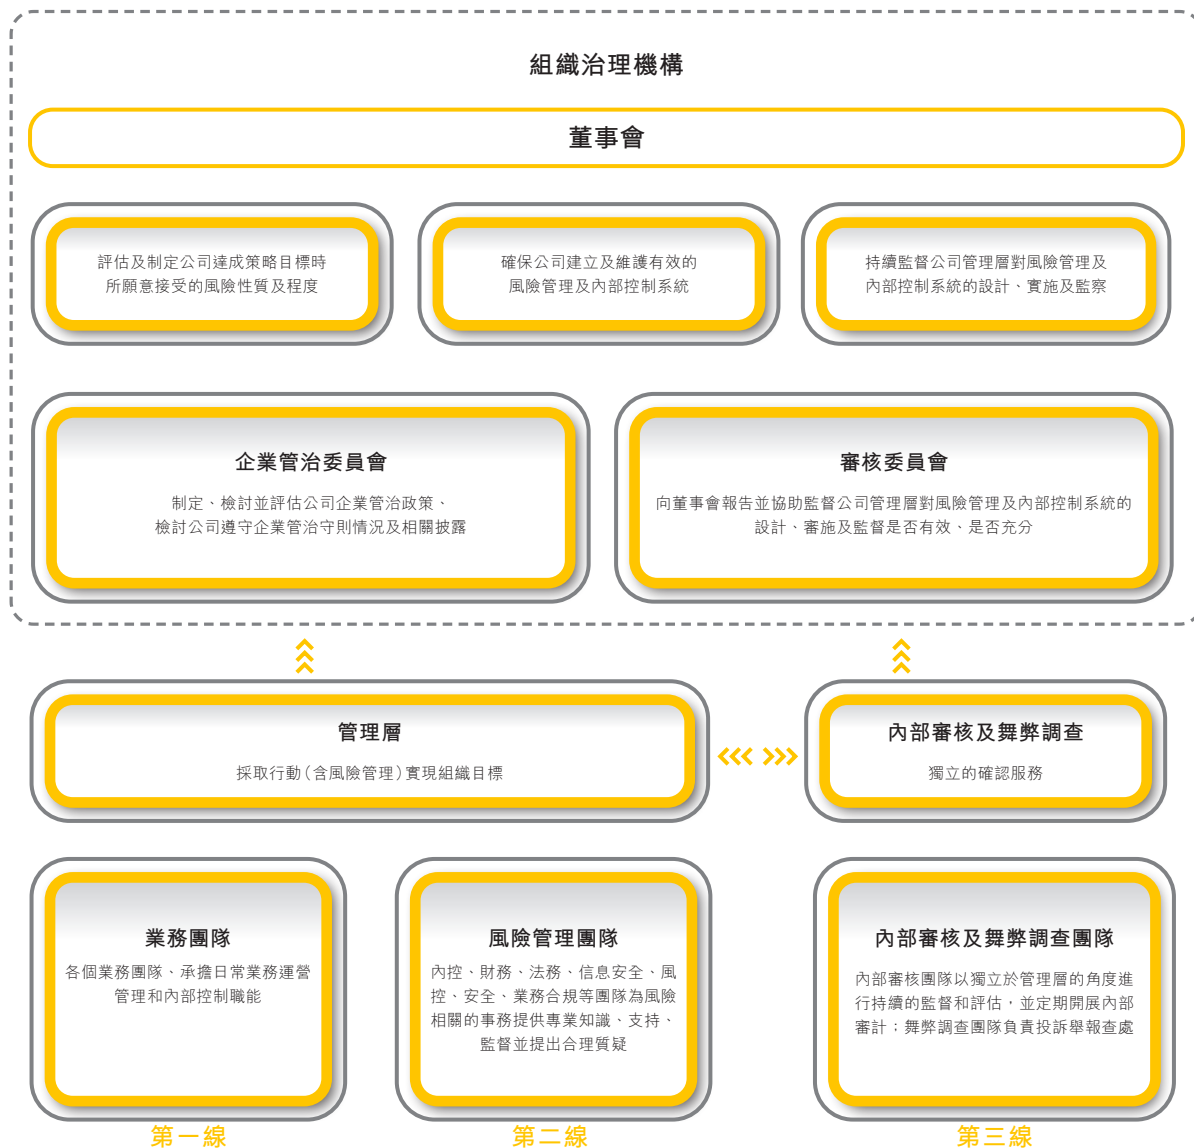 組織治理機構
董事會
評估及制定公司達成策略目標時
所願意接受的風險性質及程度
確保公司建立及維護有效的
風險管理及內部控制系統
持續監督公司管理層對風險管理及
內部控制系統的設計、實施及監察
企業管治委員會
制定、檢討並評估公司企業管治政策、
檢討公司遵守企業管治守則情況及相關披露
審核委員會
向董事會報告並協助監督公司管理層對風險管理及內部控制系統的
設計、審施及監督是否有效、是否充分
管理層
採取行動(含風險管理)實現組織目標
內部審核及舞弊調查
獨立的確認服務
業務團隊
各個業務團隊、承擔日常業務運營
管理和內部控制職能
風險管理團隊
內控、財務、法務、信息安全、風
控、安全、業務合規等團隊為風險
相關的事務提供專業知識、支持、
監督並提出合理質疑
內部審核及舞弊調查團隊
內部審核團隊以獨立於管理層的角度進
行持續的監督和評估，並定期開展內部
審計；舞弊調查團隊負責投訴舉報查處
第一線
第二線
第三線